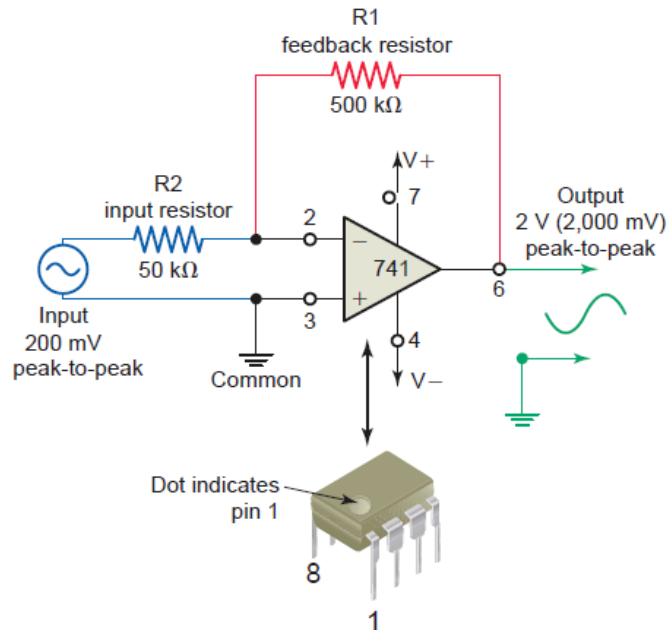 R1
feedback resistor
500 kΩ
V+
7
R2
input resistor
50 kΩ
2
−
741
+
3
6
4
V−
Output
2 V (2,000 mV)
peak-to-peak
Input
200 mV
peak-to-peak
Common
Dot indicates
pin 1
8
1